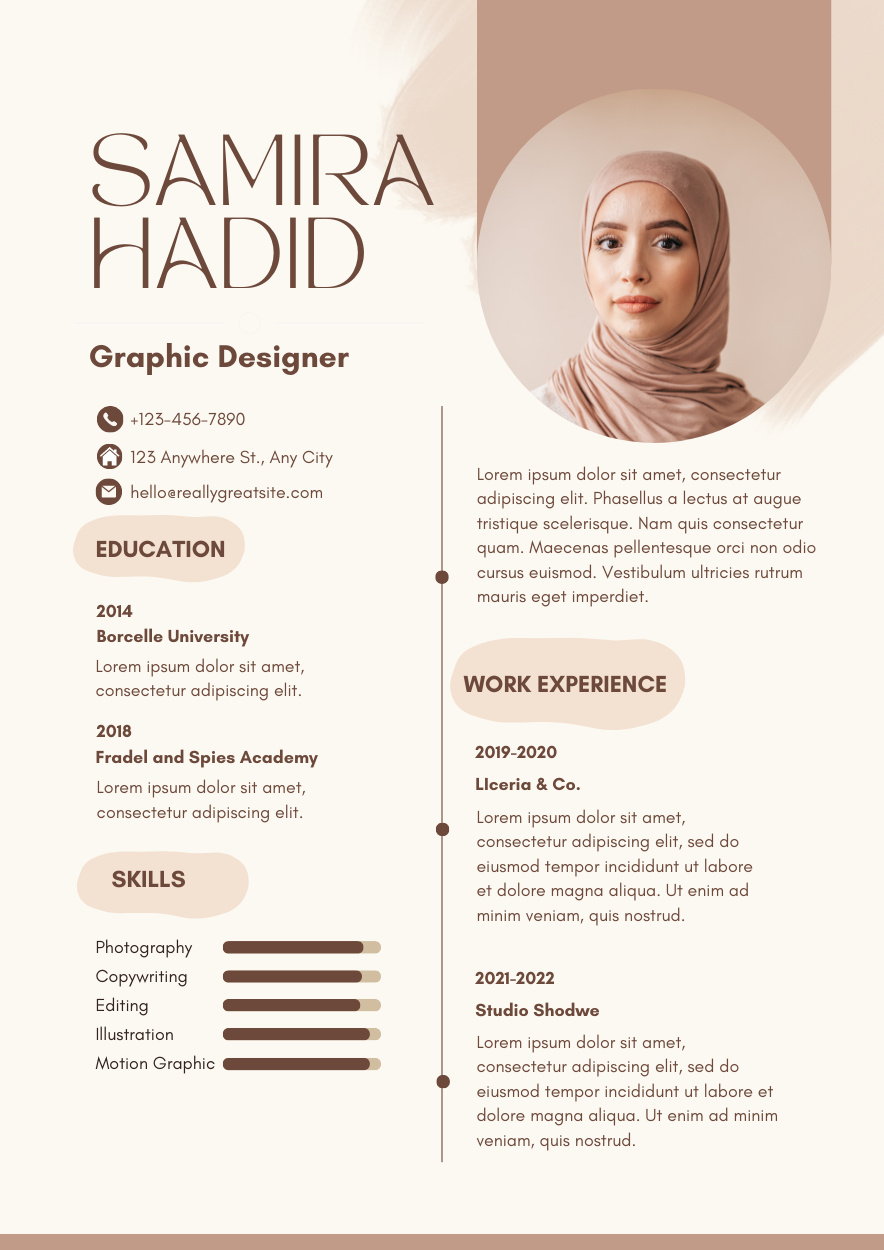 SAMIRA
HADID
Graphic Designer
+123-456-7890
123 Anywhere St., Any City
hello@reallygreatsite.com
EDUCATION
2014
Borcelle University
Lorem ipsum dolor sit amet,
consectetur adipiscing elit.
2018
Fradel and Spies Academy
Lorem ipsum dolor sit amet,
consectetur adipiscing elit.
SKILLS
Photography
Copywriting
Editing
Illustration
Motion Graphic
Lorem ipsum dolor sit amet, consectetur
adipiscing elit. Phasellus a lectus at augue
tristique scelerisque. Nam quis consectetur
quam. Maecenas pellentesque orci non odio
cursus euismod. Vestibulum ultricies rutrum
mauris eget imperdiet.
WORK EXPERIENCE
2019-2020
LIceria & Co.
Lorem ipsum dolor sit amet,
consectetur adipiscing elit, sed do
eiusmod tempor incididunt ut labore
et dolore magna aliqua. Ut enim ad
minim veniam, quis nostrud.
2021-2022
Studio Shodwe
Lorem ipsum dolor sit amet,
consectetur adipiscing elit, sed do
eiusmod tempor incididunt ut labore et
dolore magna aliqua. Ut enim ad minim
veniam, quis nostrud.